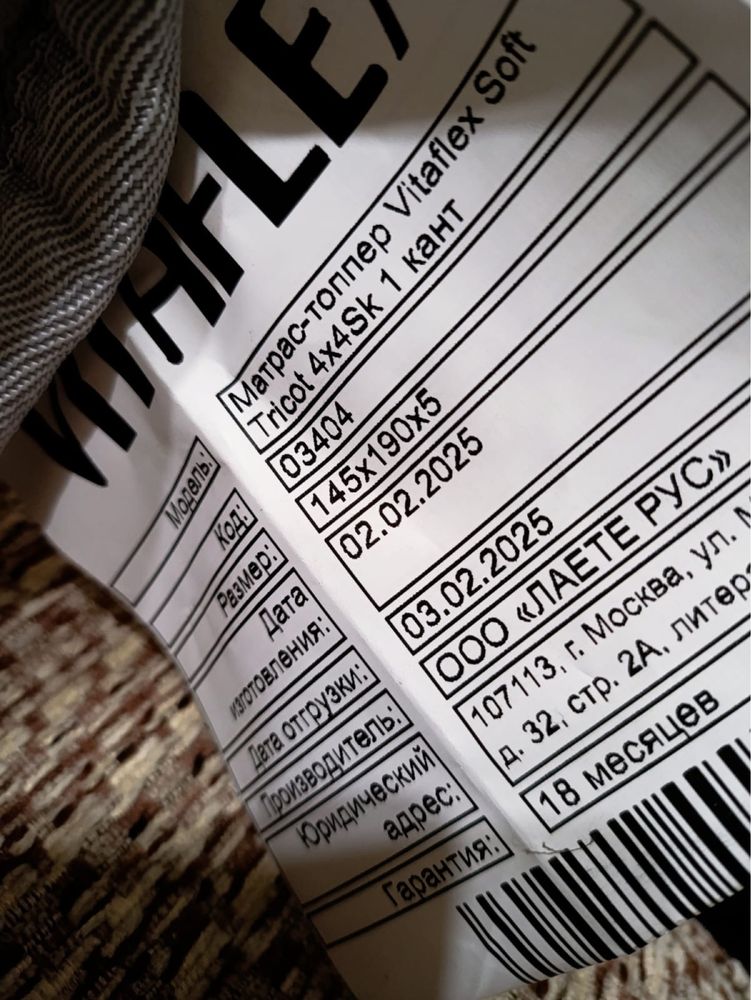 VITAFLEX
Модель: Матрас-топпер Vitaflex Soft
Tricot 4x4Sk 1 кант
Код: 03404
Размер: 145x190x5
Дата
изготовления: 02.02.2025
Дата отгрузки: 03.02.2025
Производитель: ООО «ЛАЕТЕ РУС»
Юридический
адрес: 107113, г. Москва, ул.
д. 32, стр. 2А,
Гарантия: 18 месяцев